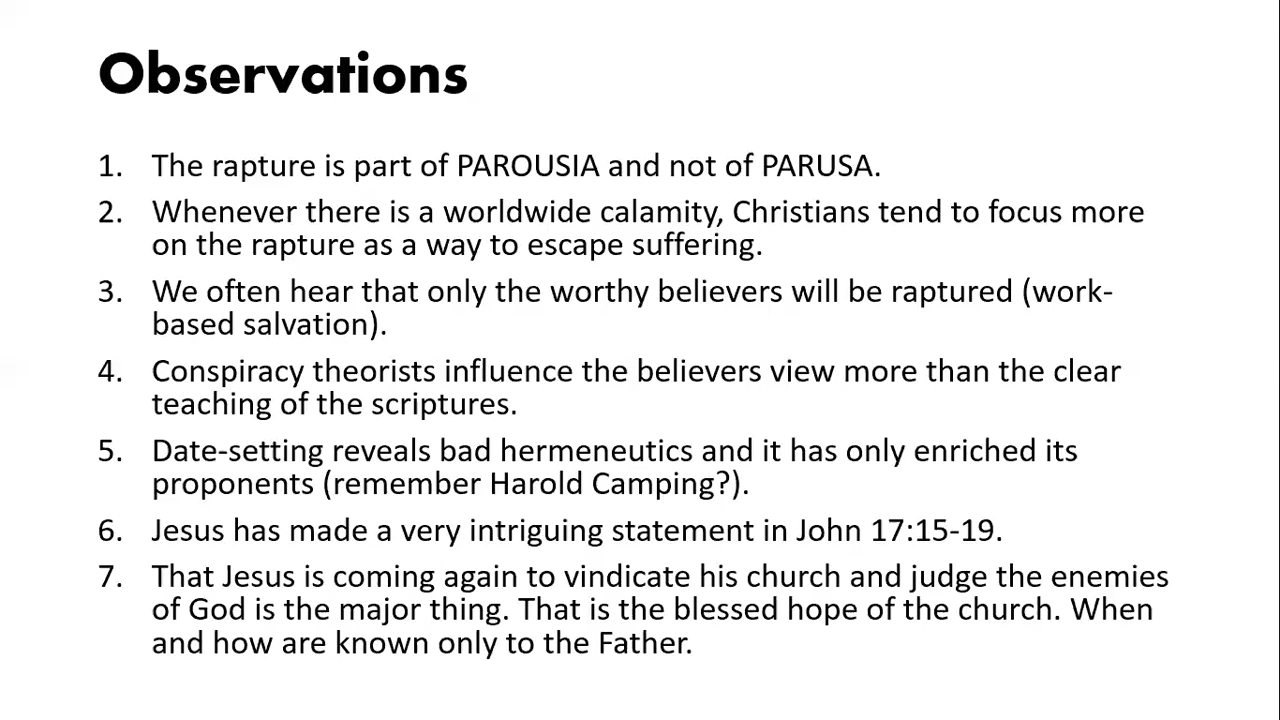 Observations
1. The rapture is part of PAROUSIA and not of PARUSA.
2. Whenever there is a worldwide calamity, Christians tend to focus more
on the rapture as a way to escape suffering.
3. We often hear that only the worthy believers will be raptured (work-
based salvation).
4. Conspiracy theorists influence the believers view more than the clear
teaching of the scriptures.
5. Date-setting reveals bad hermeneutics and it has only enriched its
proponents (remember Harold Camping?).
6. Jesus has made a very intriguing statement in John 17:15-19.
7. That Jesus is coming again to vindicate his church and judge the enemies
of God is the major thing. That is the blessed hope of the church. When
and how are known only to the Father.